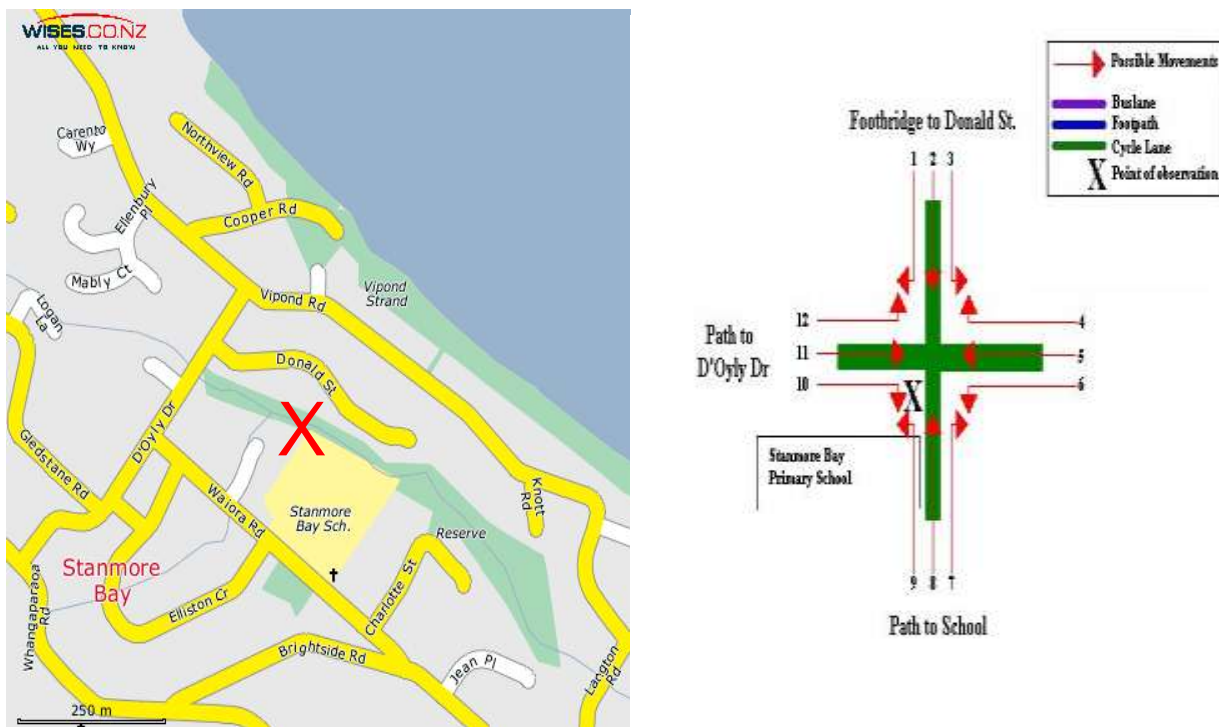 WISES.CO.NZ
ALL YOU NEED TO KNOW
Carento
Wy
Northview Rd
Ellenbury
Pl
Cooper Rd
Mably Ct
Logan
La
Vipond Rd
Vipond
Strand
Donald St
D'Oyly Dr
X
Gledstane Rd
Waiora Rd
Knott
Rd
Stanmore
Bay Sch.
Reserve
Stanmore
Bay
Elliston Cr
Charlotte St
Whangaparaoa
Rd
Brightside Rd
Jean Pl
Langton
Rd
250 m
Possible Movements
Buslane
Footpath
Cycle Lane
X Point of observation
Footbridge to Donald St.
1 2 3
12 4
Path to
D'Oyly Dr
11 5
10 6
X
Stanmore Bay
Primary School
9 8 7
Path to School